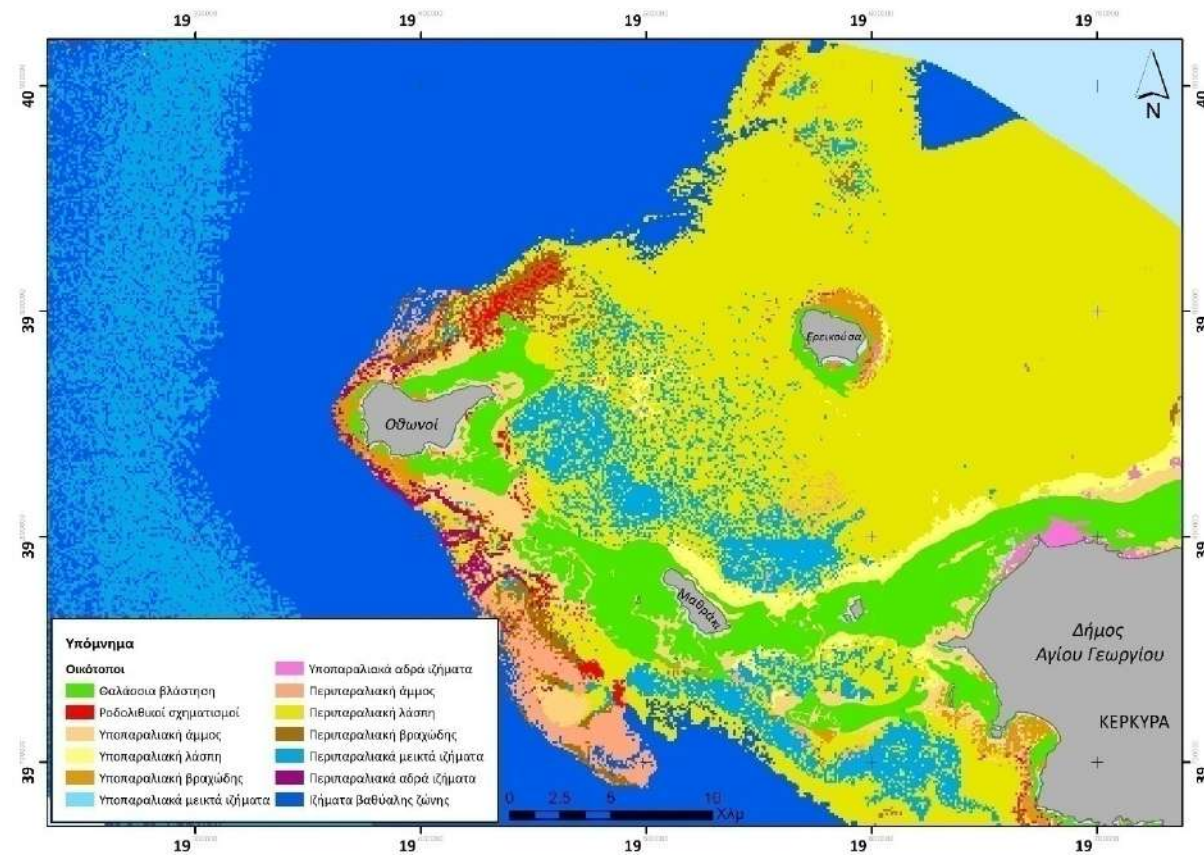 19 19 19 19 19
40 40
N
39 39
Ερεικούσα
Οθωνοί
39 39
Μαθράκι
Δήμος
Αγίου Γεωργίου
ΚΕΡΚΥΡΑ
Υπόμνημα
Οικότοποι
Θαλάσσια βλάστηση
Ροδολιθικοί σχηματισμοί
Υποπαραλιακή άμμος
Υποπαραλιακή λάσπη
Υποπαραλιακή βραχώδης
Υποπαραλιακά μεικτά ιζήματα
Υποπαραλιακά αδρά ιζήματα
Περιπαραλιακή άμμος
Περιπαραλιακή λάσπη
Περιπαραλιακή βραχώδης
Περιπαραλιακά μεικτά ιζήματα
Περιπαραλιακά αδρά ιζήματα
Ιζήματα βαθύαλης ζώνης
39 39
0 2,5 5 10
Χλμ
19 19 19 19 19